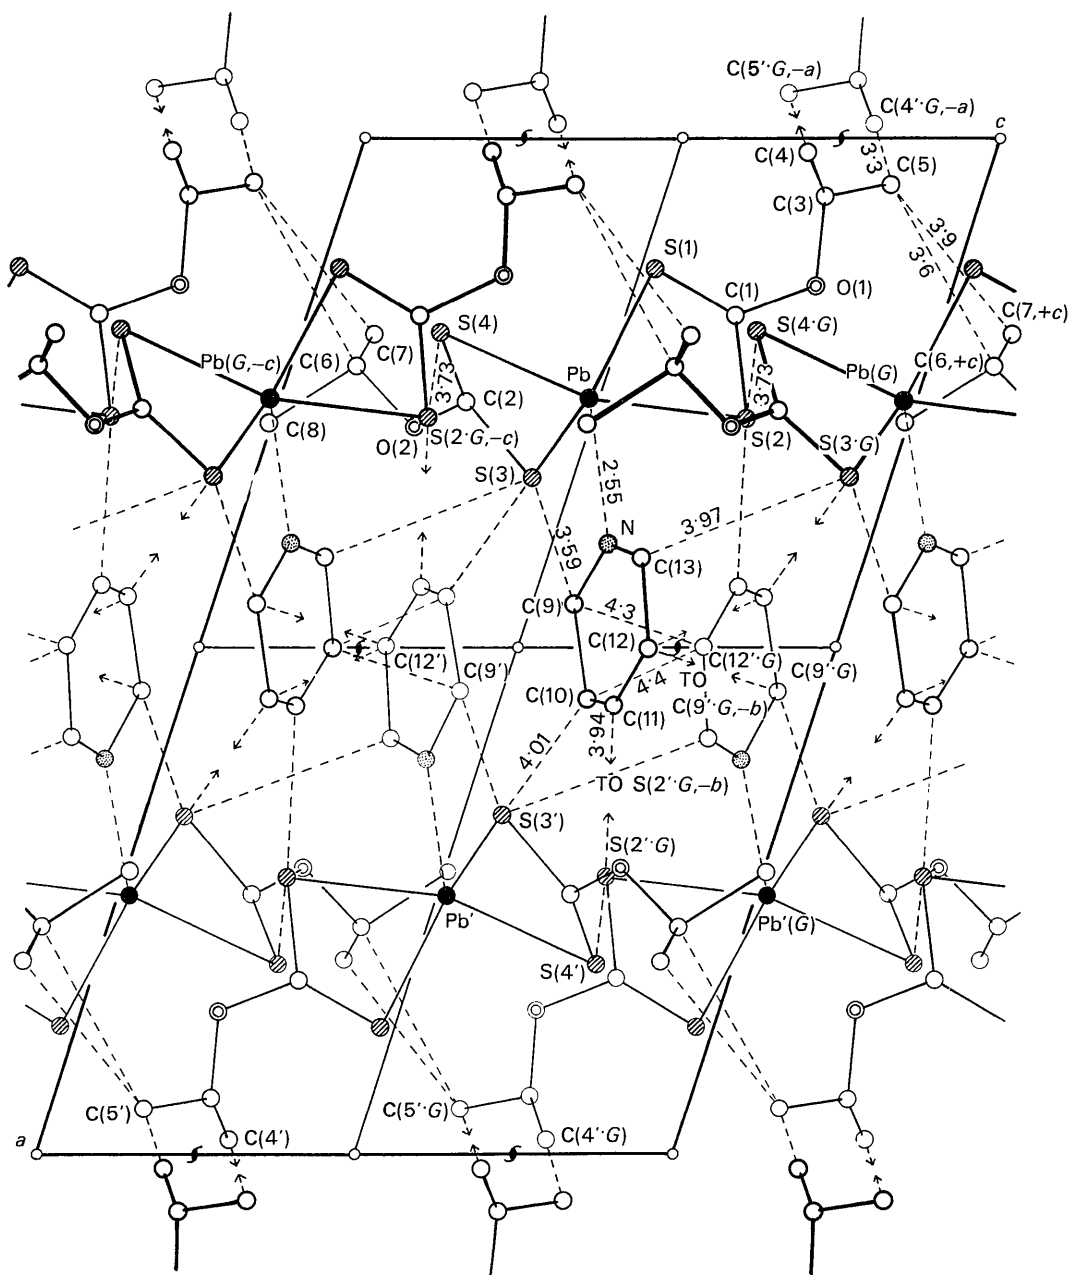 C(5'·G,–a)
C(4'·G,–a)
c
C(4)
3·3
C(5)
C(3)
3·9
3·6
S(1)
C(1)
O(1)
C(7,+c)
S(4)
S(4·G)
Pb(G,–c)
C(6)
C(7)
Pb
Pb(G)
C(6,+c)
3·73
3·73
C(2)
C(8)
O(2)
S(2·G,–c)
S(2)
S(3·G)
S(3)
2·55
N
3·97
3·59
C(13)
C(9)
4·3
C(12)
C(12')
C(12'·G)
C(9')
C(9'·G)
4·4
TO
C(9'·G,–b)
C(10)
C(11)
3·94
4·01
TO S(2'·G,–b)
S(3')
S(2'·G)
Pb'
Pb'(G)
S(4')
C(5')
C(5'·G)
a
C(4')
C(4'·G)